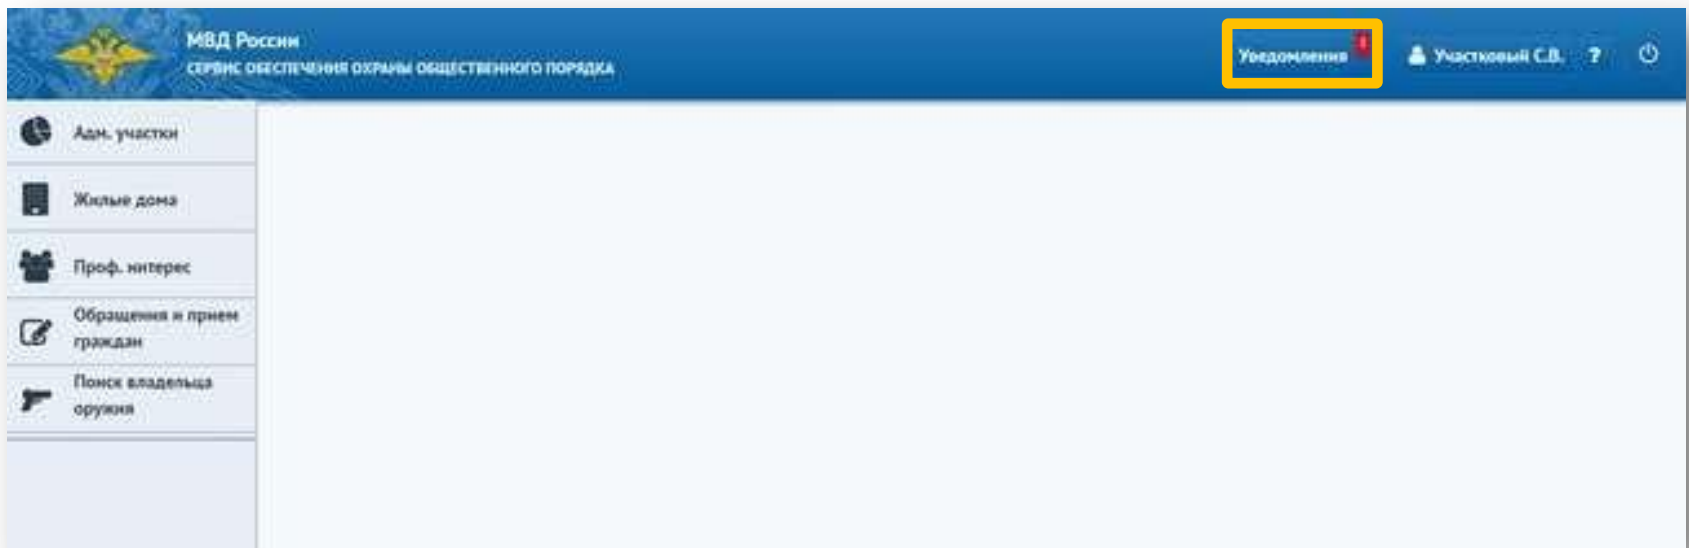 МВД России
СЕРВИС ОБЕСПЕЧЕНИЯ ОХРАНЫ ОБЩЕСТВЕННОГО ПОРЯДКА
Уведомления
Участковый С.В. ?
Адм. участки
Жилые дома
Проф. интерес
Обращения и прием
граждан
Поиск владельца
оружия